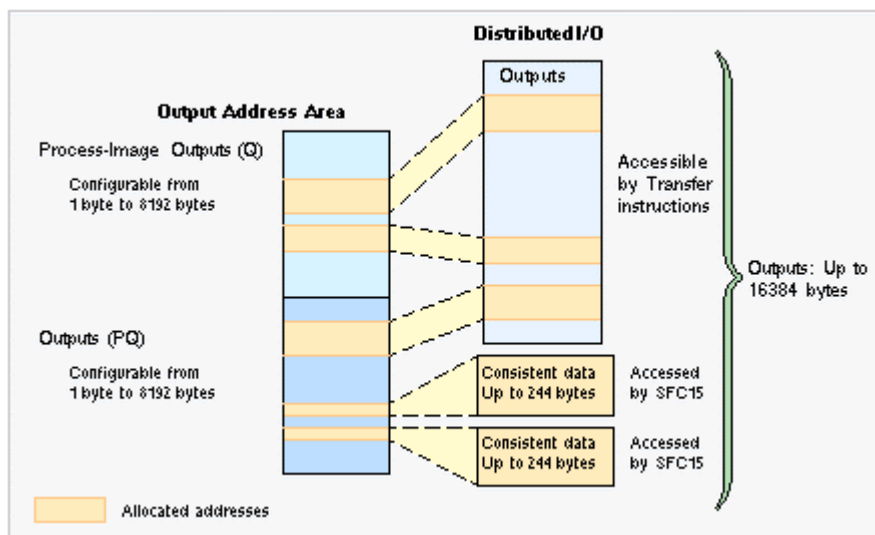 Distributed I/O
Outputs
Output Address Area
Process-Image Outputs (Q)
Configurable from
1 byte to 8192 bytes
Accessible
by Transfer
instructions
Outputs: Up to
16384 bytes
Outputs (PQ)
Configurable from
1 byte to 8192 bytes
Consistent data
Up to 244 bytes
Accessed
by SFC15
Consistent data
Up to 244 bytes
Accessed
by SFC15
Allocated addresses